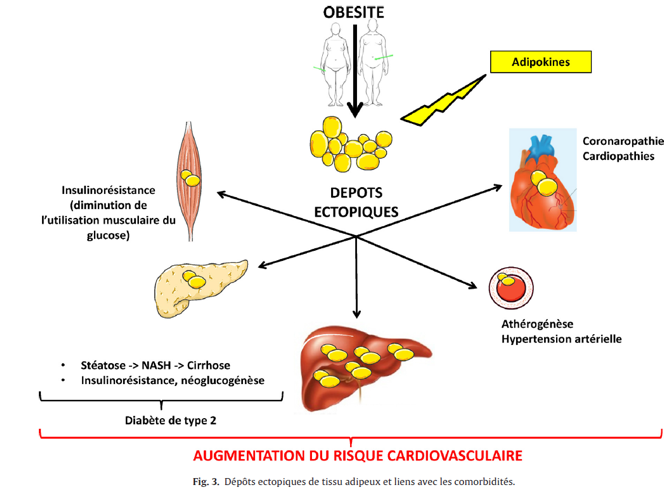 OBESITE
Adipokines
Coronaropathie
Cardiopathies
Insulinorésistance
(diminution de
l'utilisation musculaire du
glucose)
DEPOTS
ECTOPIQUES
Athérogénèse
Hypertension artérielle
• Stéatose -> NASH -> Cirrhose
• Insulinorésistance, néoglucogénèse
Diabète de type 2
AUGMENTATION DU RISQUE CARDIOVASCULAIRE
Fig. 3. Dépôts ectopiques de tissu adipeux et liens avec les comorbidités.